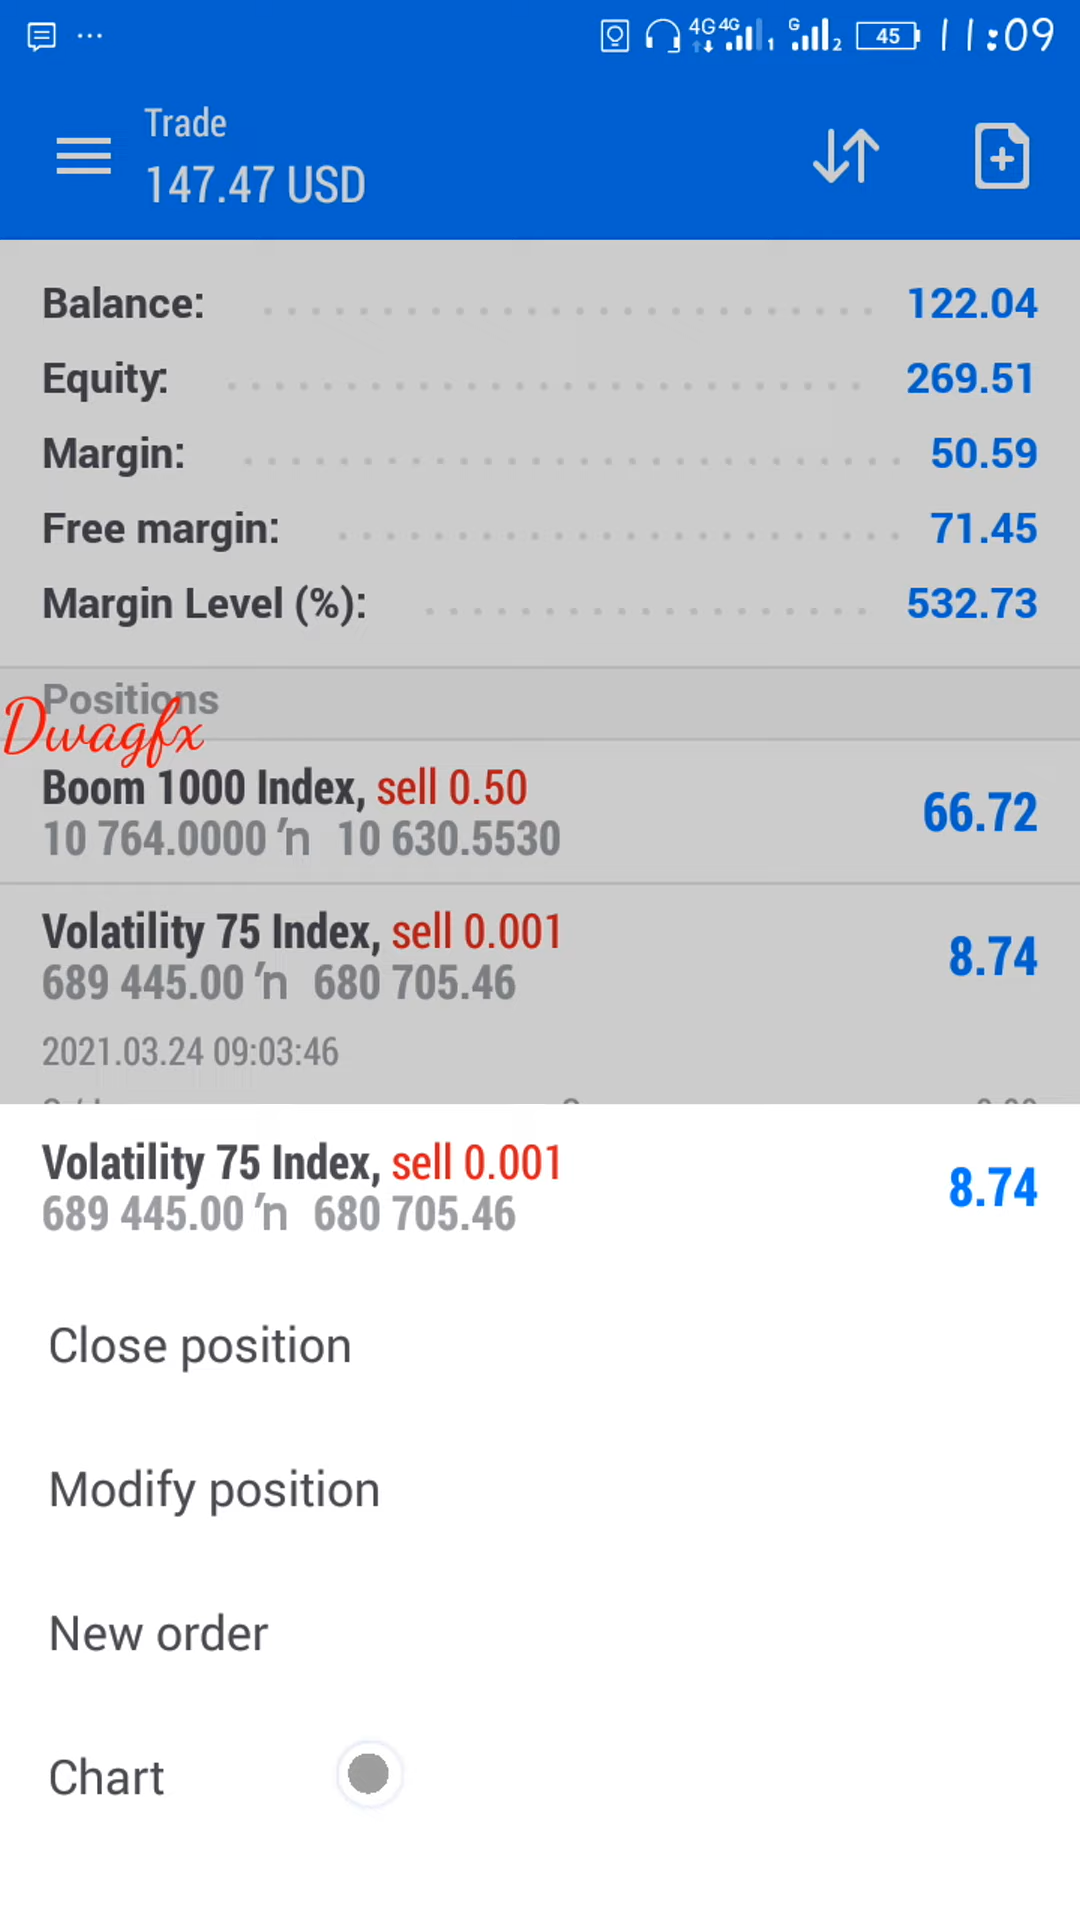 4G 4G 1 G 2 45 11:09
Trade
147.47 USD
Balance: 122.04
Equity: 269.51
Margin: 50.59
Free margin: 71.45
Margin Level (%): 532.73
Positions
Dwagfx
Boom 1000 Index, sell 0.50 66.72
10 764.0000 ’n 10 630.5530
Volatility 75 Index, sell 0.001 8.74
689 445.00 ’n 680 705.46
2021.03.24 09:03:46
Volatility 75 Index, sell 0.001 8.74
689 445.00 ’n 680 705.46
Close position
Modify position
New order
Chart